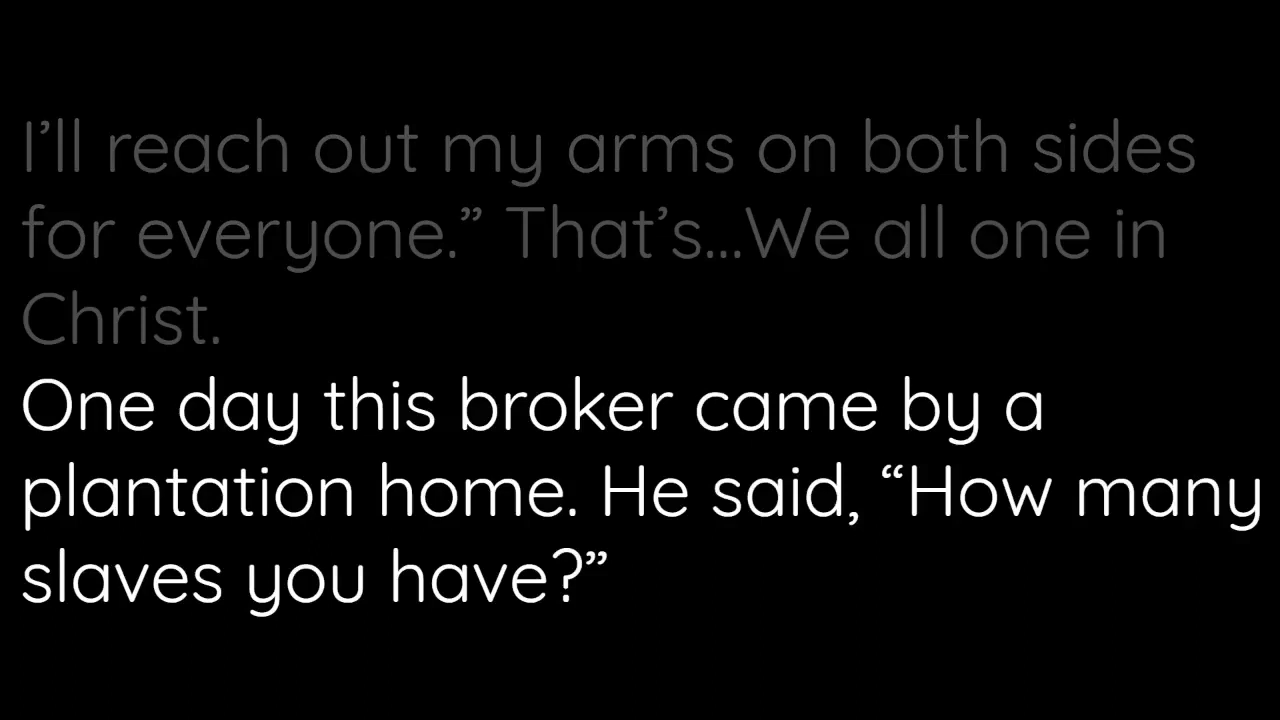 I’ll reach out my arms on both sides
for everyone.” That’s...We all one in
Christ.
One day this broker came by a
plantation home. He said, “How many
slaves you have?”